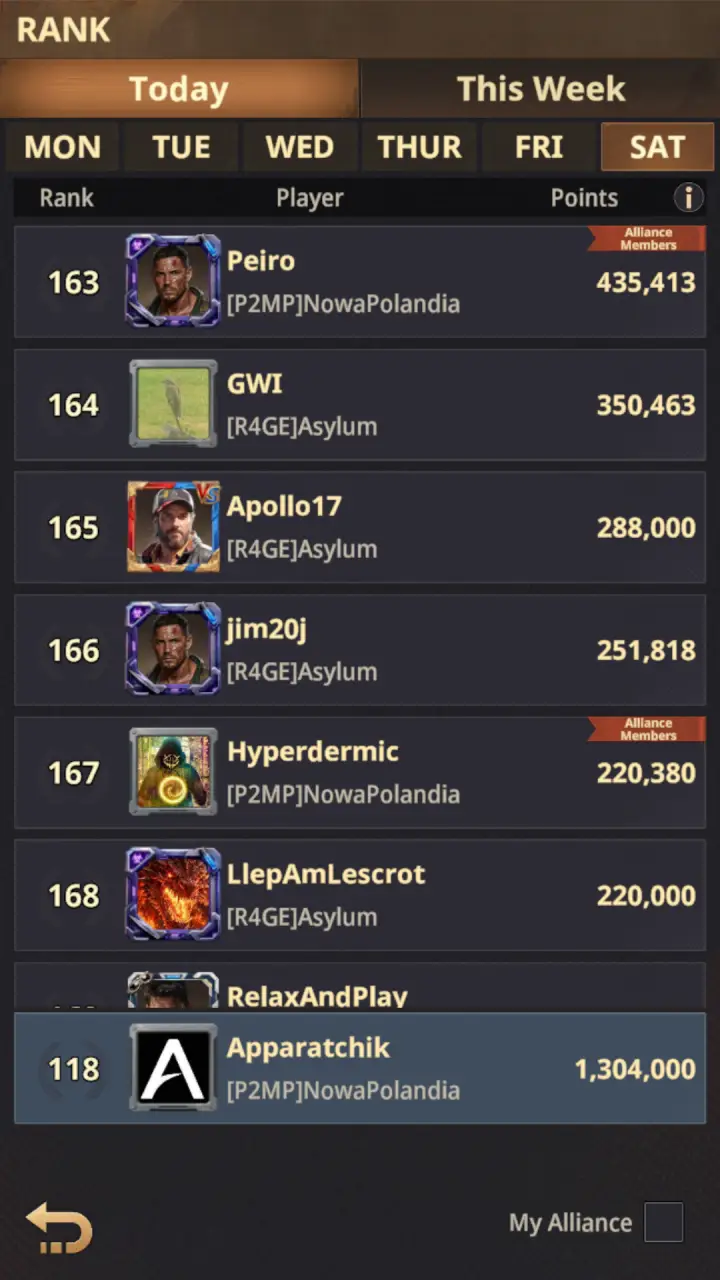 RANK
Today
This Week
MON
TUE
WED
THUR
FRI
SAT
Rank
Player
Points
i
Alliance
Members
163
Peiro
[P2MP]NowaPolandia
435,413
164
GWI
[R4GE]Asylum
350,463
165
VS
Apollo17
[R4GE]Asylum
288,000
166
jim20j
[R4GE]Asylum
251,818
Alliance
Members
167
Hyperdermic
[P2MP]NowaPolandia
220,380
168
LlepAmLescrot
[R4GE]Asylum
220,000
RelaxAndPlay
118
A
Apparatchik
[P2MP]NowaPolandia
1,304,000
My Alliance